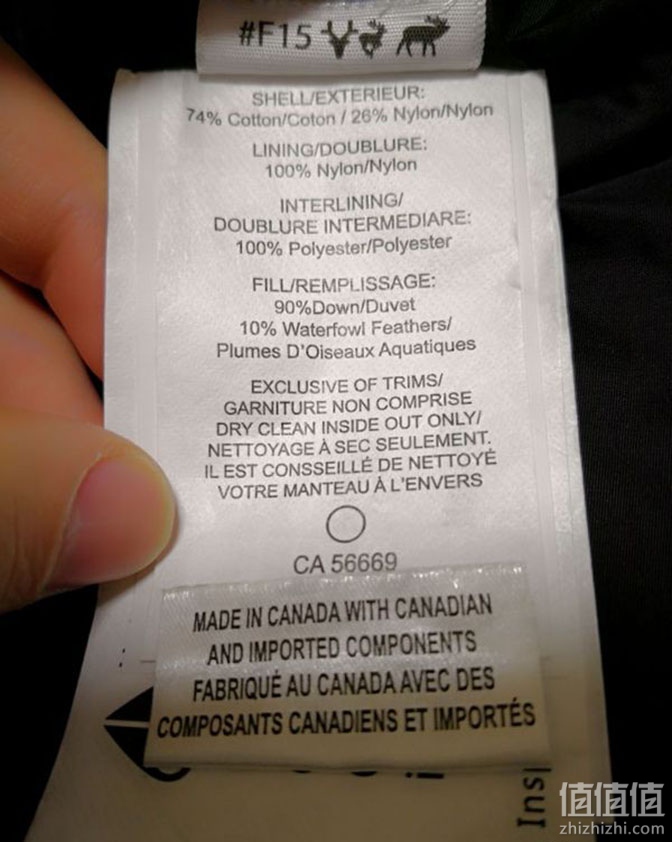 #F15
SHELL/EXTERIEUR:
74% Cotton/Coton / 26% Nylon/Nylon
LINING/DOUBLURE:
100% Nylon/Nylon
INTERLINING/
DOUBLURE INTERMEDIARE:
100% Polyester/Polyester
FILL/REMPLISSAGE:
90%Down/Duvet
10% Waterfowl Feathers/
Plumes D'Oiseaux Aquatiques
EXCLUSIVE OF TRIMS/
GARNITURE NON COMPRISE
DRY CLEAN INSIDE OUT ONLY/
NETTOYAGE À SEC SEULEMENT.
IL EST CONSSEILLÉ DE NETTOYÉ
VOTRE MANTEAU À L'ENVERS
CA 56669
MADE IN CANADA WITH CANADIAN
AND IMPORTED COMPONENTS
FABRIQUÉ AU CANADA AVEC DES
COMPOSANTS CANADIENS ET IMPORTÉS
Insp
值值值
zhizhizhi.com